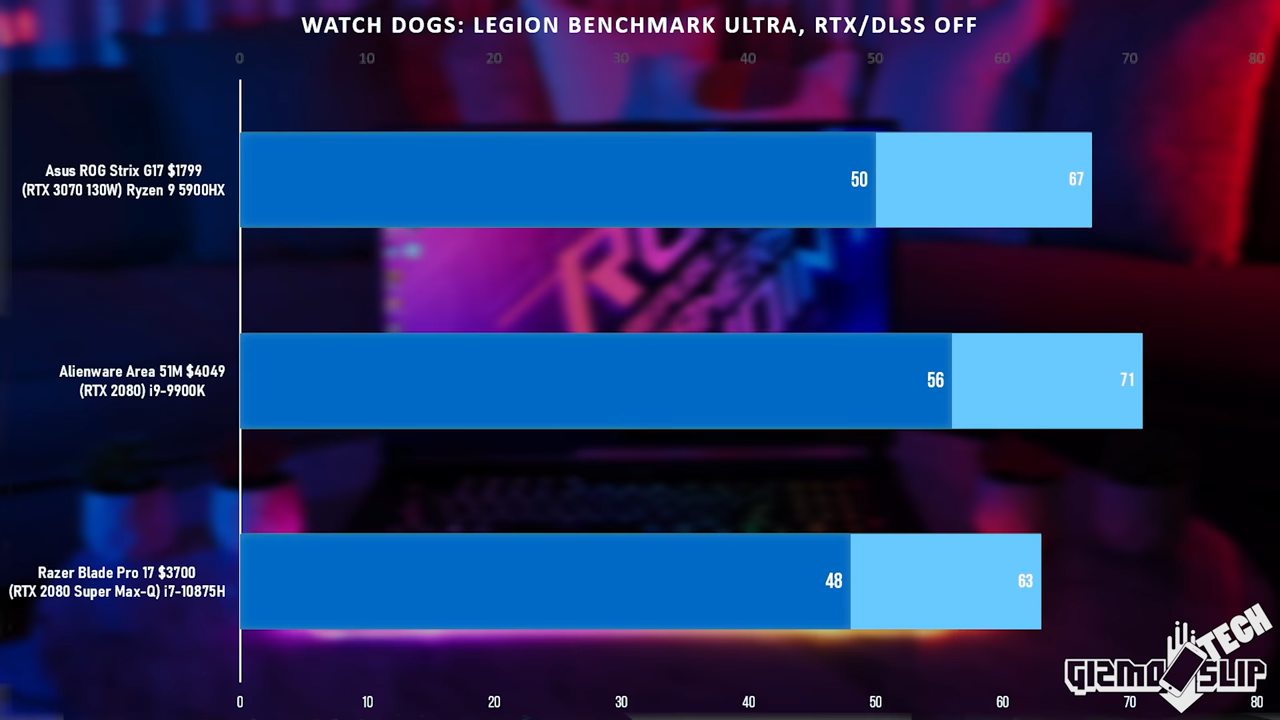 WATCH DOGS: LEGION BENCHMARK ULTRA, RTX/DLSS OFF
0 10 20 30 40 50 60 70 80
Asus ROG Strix G17 $1799
(RTX 3070 130W) Ryzen 9 5900HX
50 67
Alienware Area 51M $4049
(RTX 2080) i9-9900K
56 71
Razer Blade Pro 17 $3700
(RTX 2080 Super Max-Q) i7-10875H
48 63
0 10 20 30 40 50 60 70 80
GIZMO SLIP
TECH